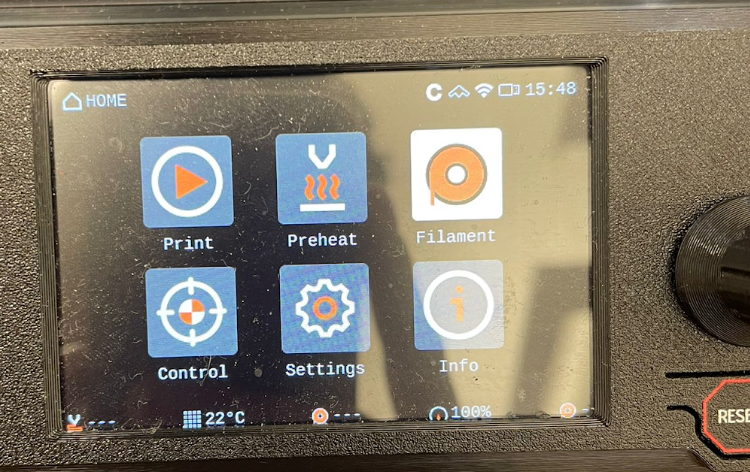 HOME
15:48
Print Preheat Filament
Control Settings Info
--- 22°C --- 100% -
RESE